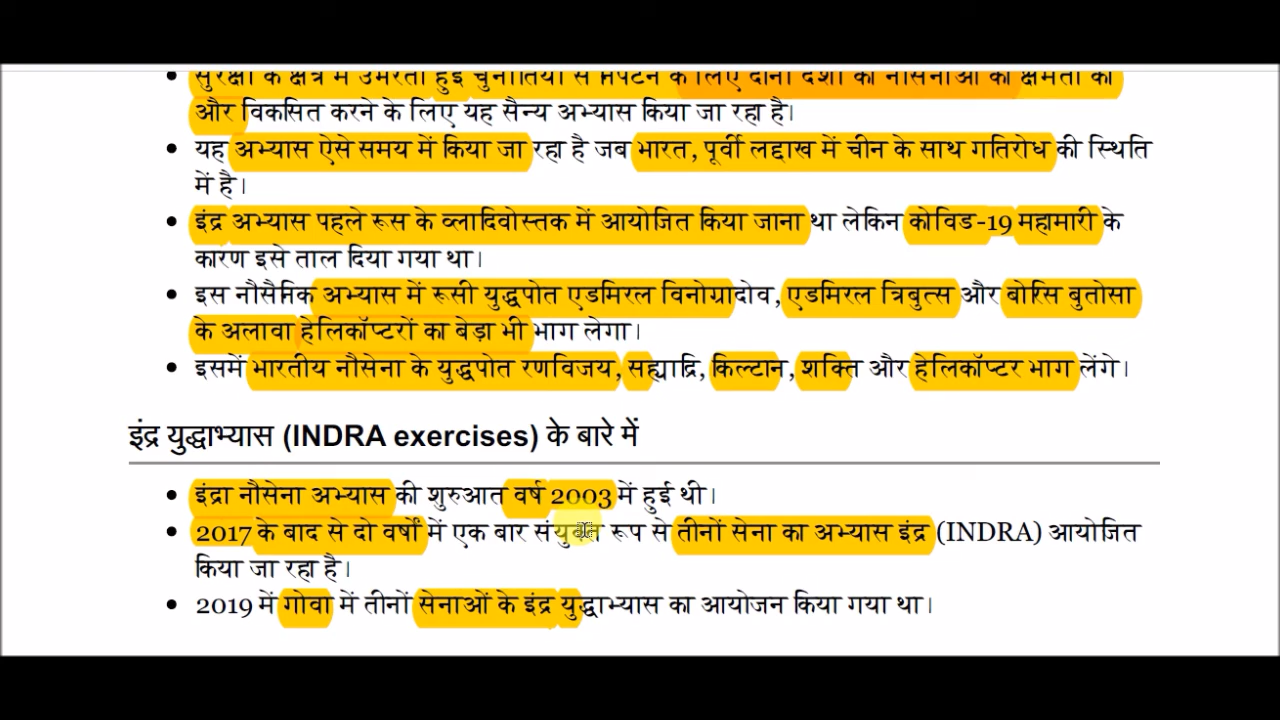 सुरक्षा के क्षेत्र में उभरती हुई चुनौतियों से निपटने के लिए दोनों देशों की नौसेनाओं की क्षमता को
और विकसित करने के लिए यह सैन्य अभ्यास किया जा रहा है।
यह अभ्यास ऐसे समय में किया जा रहा है जब भारत, पूर्वी लद्दाख में चीन के साथ गतिरोध की स्थिति
में है।
इंद्र अभ्यास पहले रूस के व्लादिवोस्तक में आयोजित किया जाना था लेकिन कोविड-19 महामारी के
कारण इसे ताल दिया गया था।
इस नौसैनिक अभ्यास में रूसी युद्धपोत एडमिरल विनोग्रादोव, एडमिरल त्रिबुत्स और बोरिस बुतोसा
के अलावा हेलिकॉप्टरों का बेड़ा भी भाग लेगा।
इसमें भारतीय नौसेना के युद्धपोत रणविजय, सह्याद्रि, किल्टान, शक्ति और हेलिकॉप्टर भाग लेंगे।
इंद्र युद्धाभ्यास (INDRA exercises) के बारे में
इंद्रा नौसेना अभ्यास की शुरुआत वर्ष 2003 में हुई थी।
2017 के बाद से दो वर्षों में एक बार संयुक्त रूप से तीनों सेना का अभ्यास इंद्र (INDRA) आयोजित
किया जा रहा है।
2019 में गोवा में तीनों सेनाओं के इंद्र युद्धाभ्यास का आयोजन किया गया था।